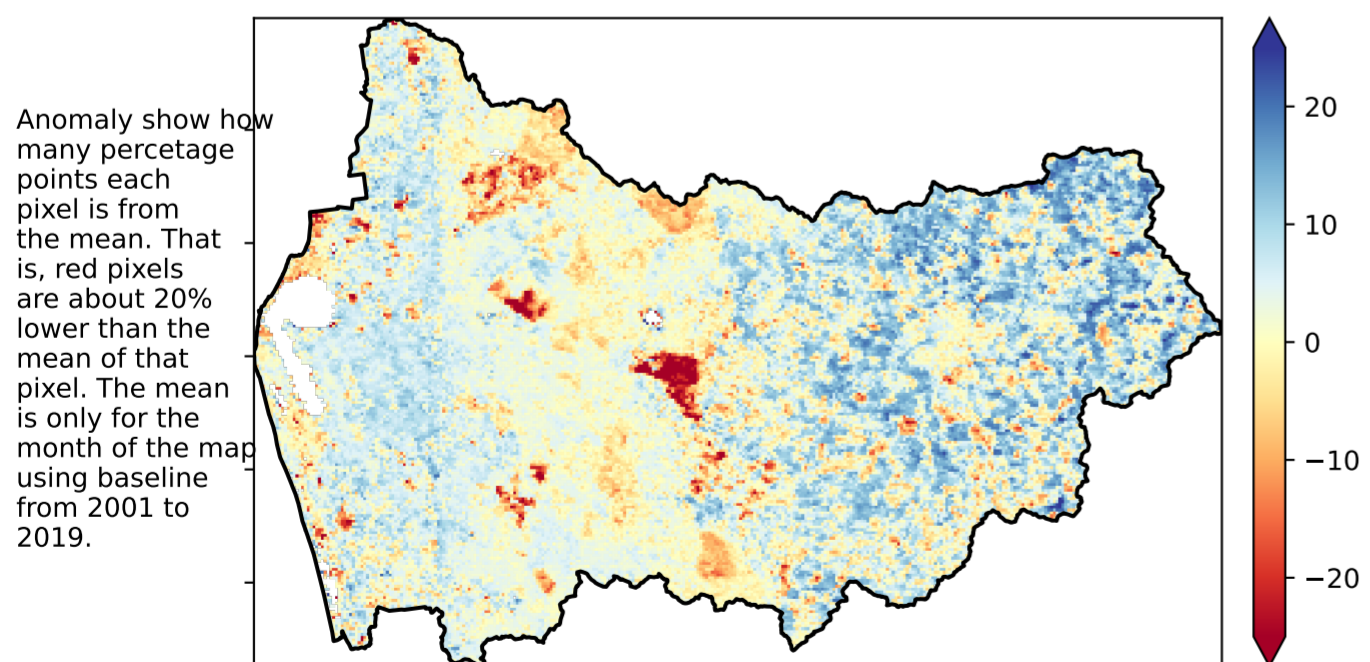 Anomaly show how
many percetage
points each
pixel is from
the mean. That
is, red pixels
are about 20%
lower than the
mean of that
pixel. The mean
is only for the
month of the map
using baseline
from 2001 to
2019.
20
10
0
−10
−20